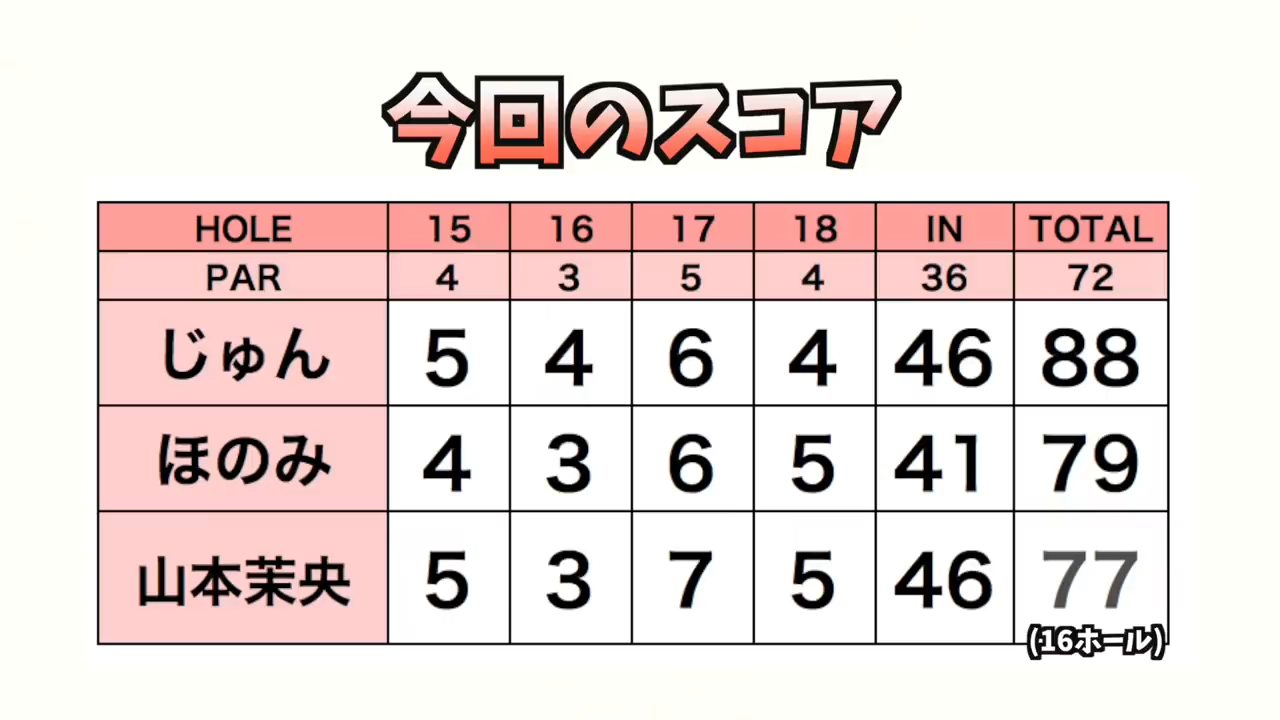 今回のスコア
HOLE 15 16 17 18 IN TOTAL
PAR 4 3 5 4 36 72
じゅん 5 4 6 4 46 88
ほのみ 4 3 6 5 41 79
山本茉央 5 3 7 5 46 77
(16ホール)